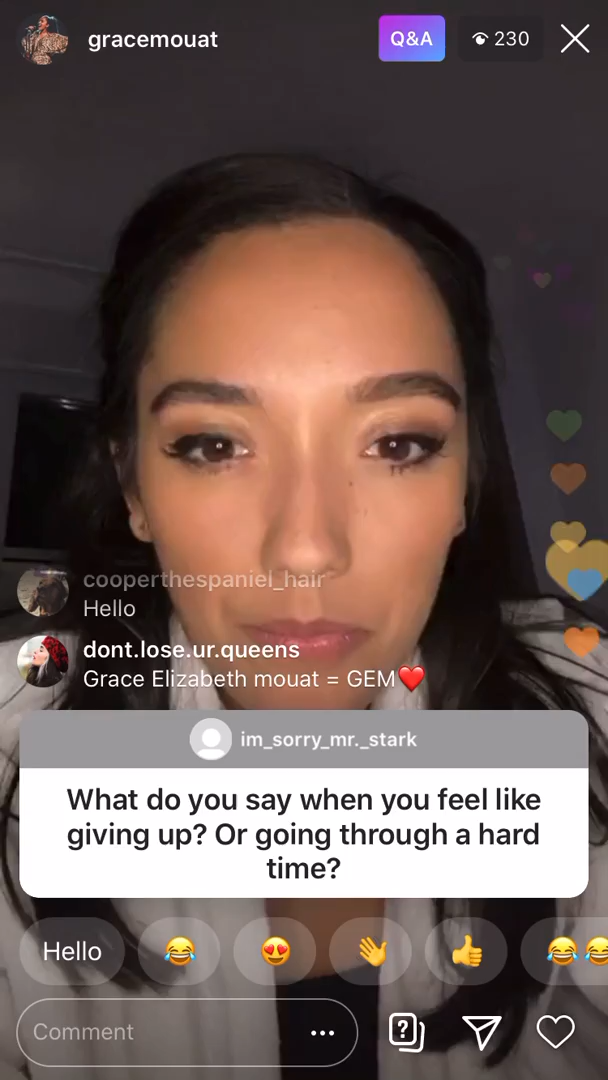 gracemouat
Q&A
230
cooperthespaniel_hair
Hello
dont.lose.ur.queens
Grace Elizabeth mouat = GEM❤️
im_sorry_mr._stark
What do you say when you feel like
giving up? Or going through a hard
time?
Hello 😂 😍 👋 👍 😂😂
Comment